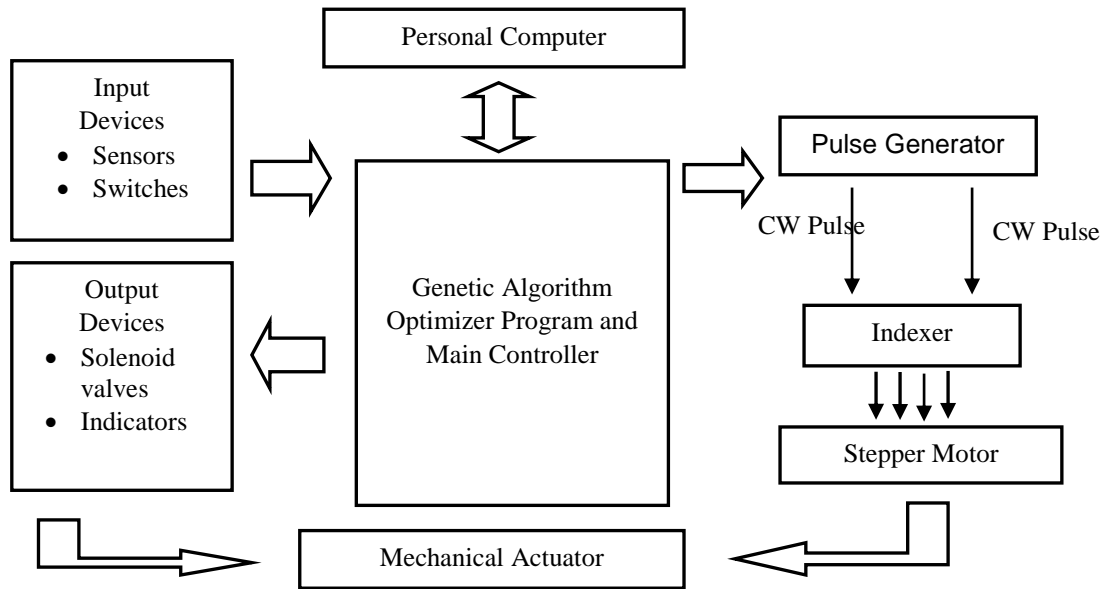 Personal Computer
Input
Devices
• Sensors
• Switches
Pulse Generator
CW Pulse
CW Pulse
Output
Devices
• Solenoid
valves
• Indicators
Genetic Algorithm
Optimizer Program and
Main Controller
Indexer
Stepper Motor
Mechanical Actuator